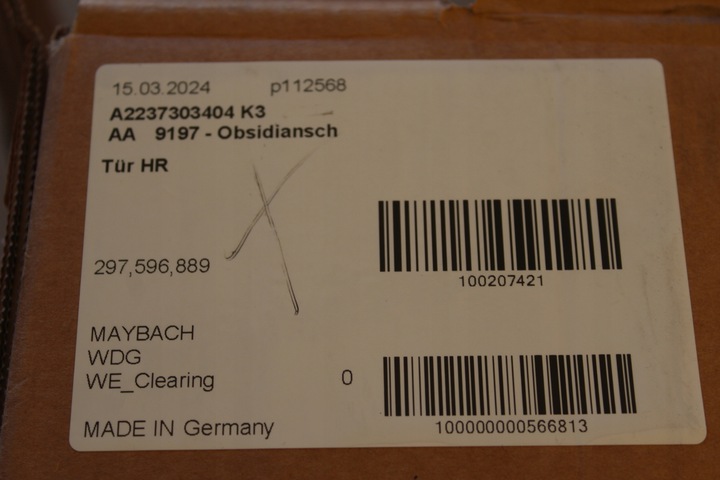 15.03.2024 p112568
A2237303404 K3
AA 9197 - Obsidiansch
Tür HR
297,596,889
100207421
MAYBACH
WDG
WE_Clearing 0
100000000566813
MADE IN Germany